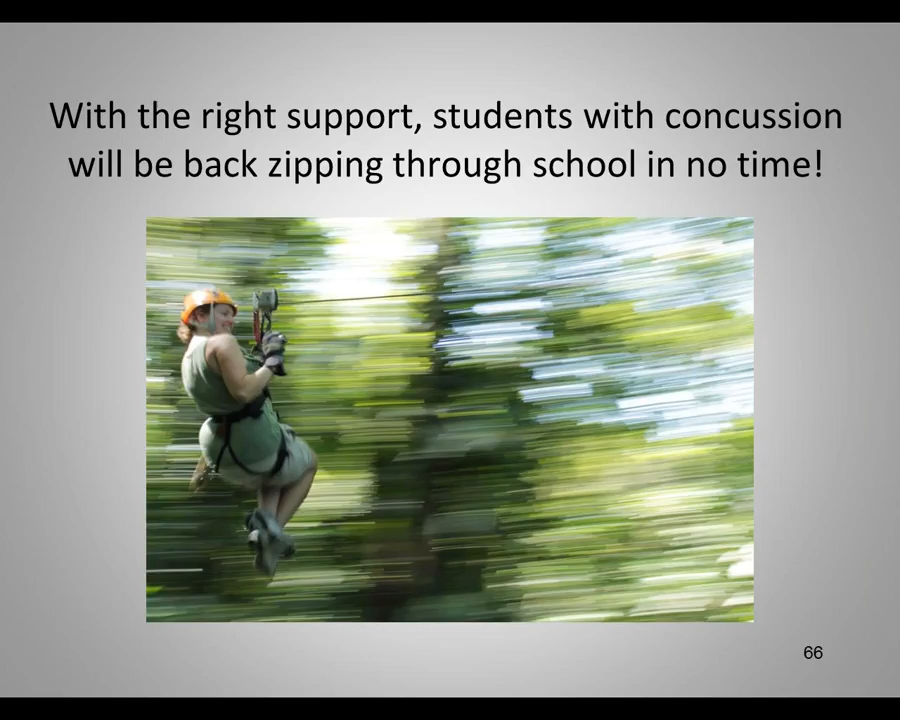 With the right support, students with concussion
will be back zipping through school in no time!
66